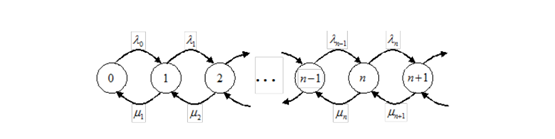 λ₀ λ₁ λₙ₋₁ λₙ
0 1 2 ... n−1 n n+1
μ₁ μ₂ μₙ μₙ₊₁